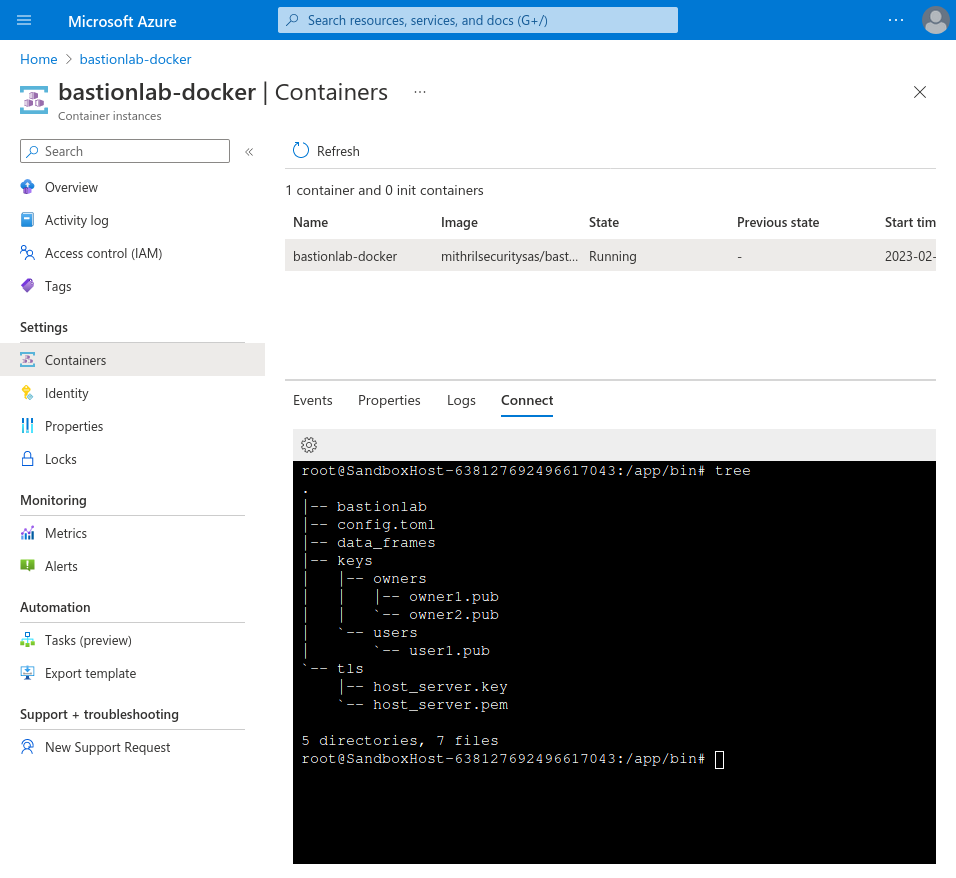 Microsoft Azure
Search resources, services, and docs (G+/)
Home > bastionlab-docker
bastionlab-docker | Containers ...
Container instances
Search «
Refresh
Overview
Activity log
Access control (IAM)
Tags
Settings
Containers
Identity
Properties
Locks
Monitoring
Metrics
Alerts
Automation
Tasks (preview)
Export template
Support + troubleshooting
New Support Request
1 container and 0 init containers
Name Image State Previous state Start tim
bastionlab-docker mithrilsecuritysas/bast... Running - 2023-02-
Events Properties Logs Connect
root@SandboxHost-638127692496617043:/app/bin# tree
.
|-- bastionlab
|-- config.toml
|-- data_frames
|-- keys
|   |-- owners
|   |   |-- owner1.pub
|   |   `-- owner2.pub
|   `-- users
|       `-- user1.pub
`-- tls
    |-- host_server.key
    `-- host_server.pem
5 directories, 7 files
root@SandboxHost-638127692496617043:/app/bin#